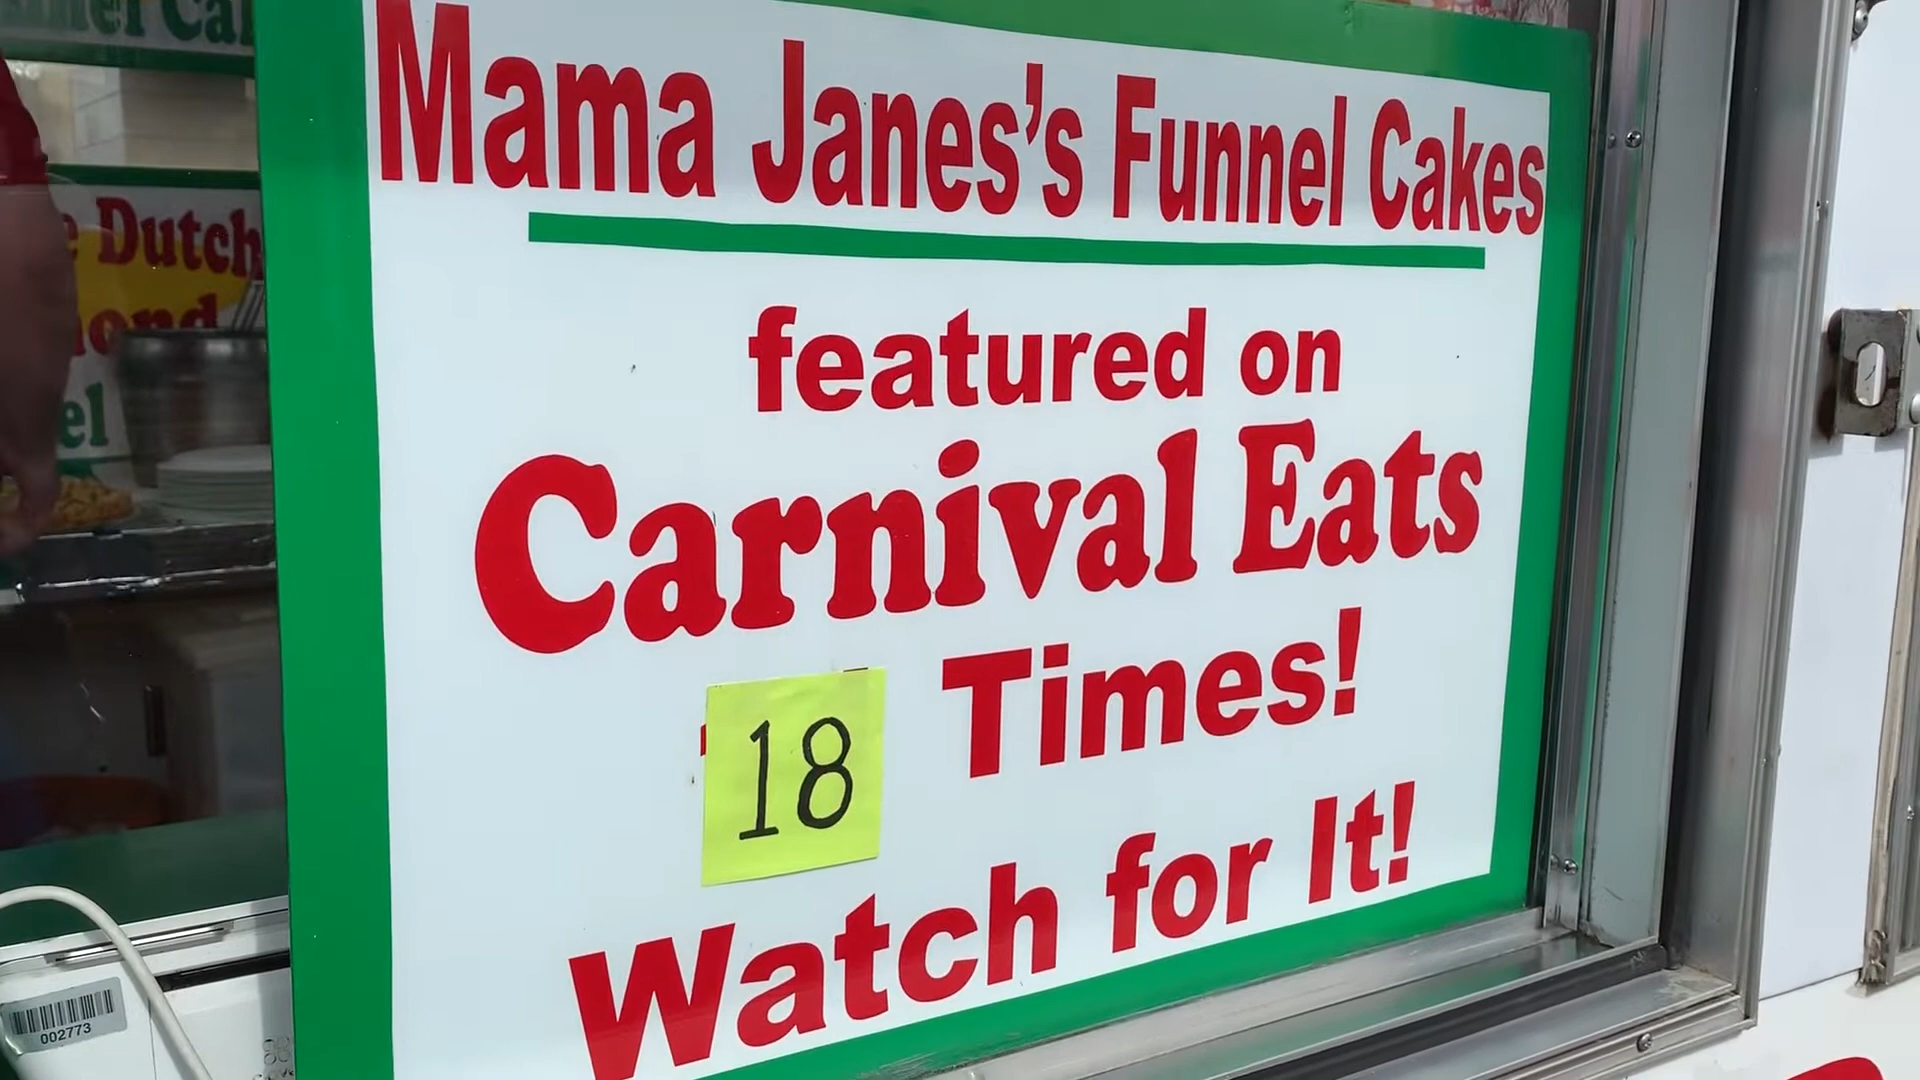 Mama Janes's Funnel Cakes
featured on
Carnival Eats
18 Times!
Watch for It!
Dutch
el
002773